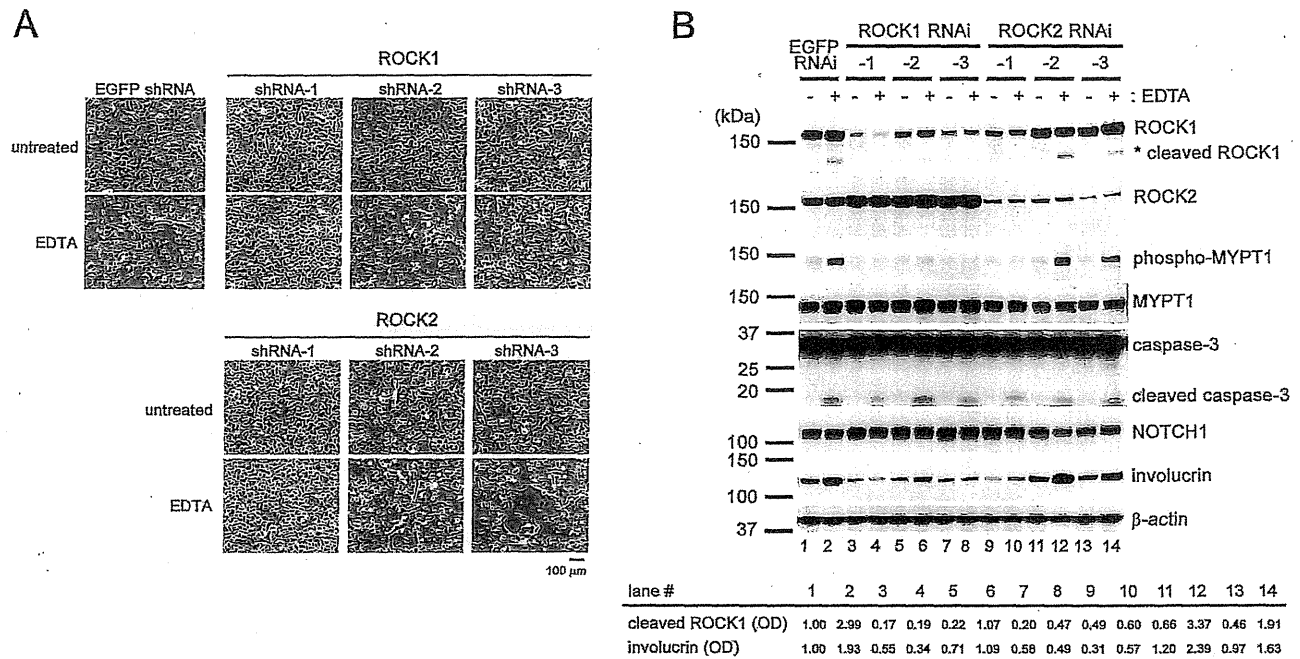 A
ROCK1
EGFP shRNA shRNA-1 shRNA-2 shRNA-3
untreated
EDTA
ROCK2
shRNA-1 shRNA-2 shRNA-3
untreated
EDTA
100 μm
B
ROCK1 RNAi ROCK2 RNAi
EGFP
RNAi -1 -2 -3 -1 -2 -3
- + - + - + - + - + - + - + : EDTA
(kDa)
150 ROCK1
* cleaved ROCK1
150 ROCK2
150 phospho-MYPT1
150 MYPT1
37 caspase-3
25
20 cleaved caspase-3
100 NOTCH1
150 involucrin
100
37 β-actin
1 2 3 4 5 6 7 8 9 10 11 12 13 14
lane # 1 2 3 4 5 6 7 8 9 10 11 12 13 14
cleaved ROCK1 (OD) 1.00 2.99 0.17 0.19 0.22 1.07 0.20 0.47 0.49 0.60 0.66 3.37 0.46 1.91
involucrin (OD) 1.00 1.93 0.55 0.34 0.71 1.09 0.58 0.49 0.31 0.57 1.20 2.39 0.97 1.63